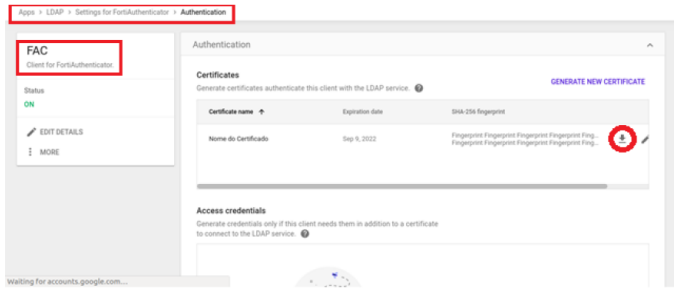 Apps > LDAP > Settings for FortiAuthenticator > Authentication
FAC
Client for FortiAuthenticator.
Status
ON
EDIT DETAILS
MORE
Authentication
Certificates
Generate certificates authenticate this client with the LDAP service.
GENERATE NEW CERTIFICATE
Certificate name ↑ Expiration date SHA-256 fingerprint
Nome do Certificado Sep 9, 2022 Fingerprint Fingerprint Fingerprint Fingerprint Fing...
Fingerprint Fingerprint Fingerprint Fingerprint Fing...
Access credentials
Generate credentials only if this client needs them in addition to a certificate
to connect to the LDAP service.
Waiting for accounts.google.com...